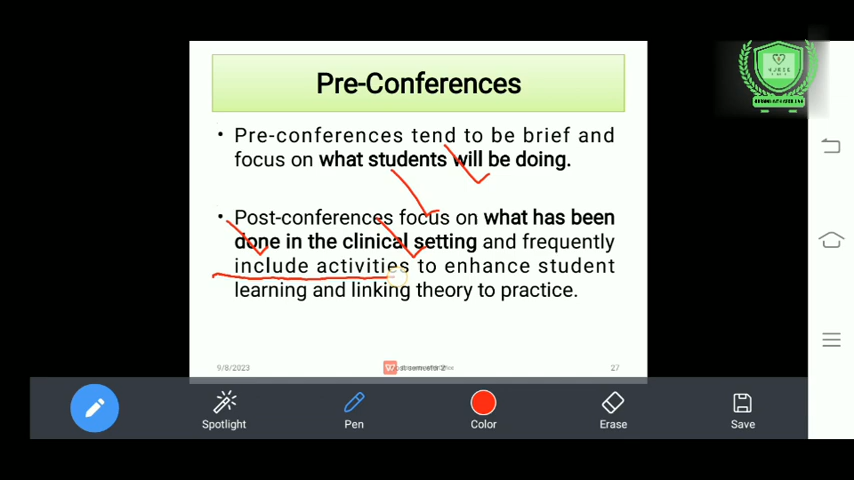 Pre-Conferences
• Pre-conferences tend to be brief and
focus on what students will be doing.
• Post-conferences focus on what has been
done in the clinical setting and frequently
include activities to enhance student
learning and linking theory to practice.
9/8/2023
27
Spotlight
Pen
Color
Erase
Save